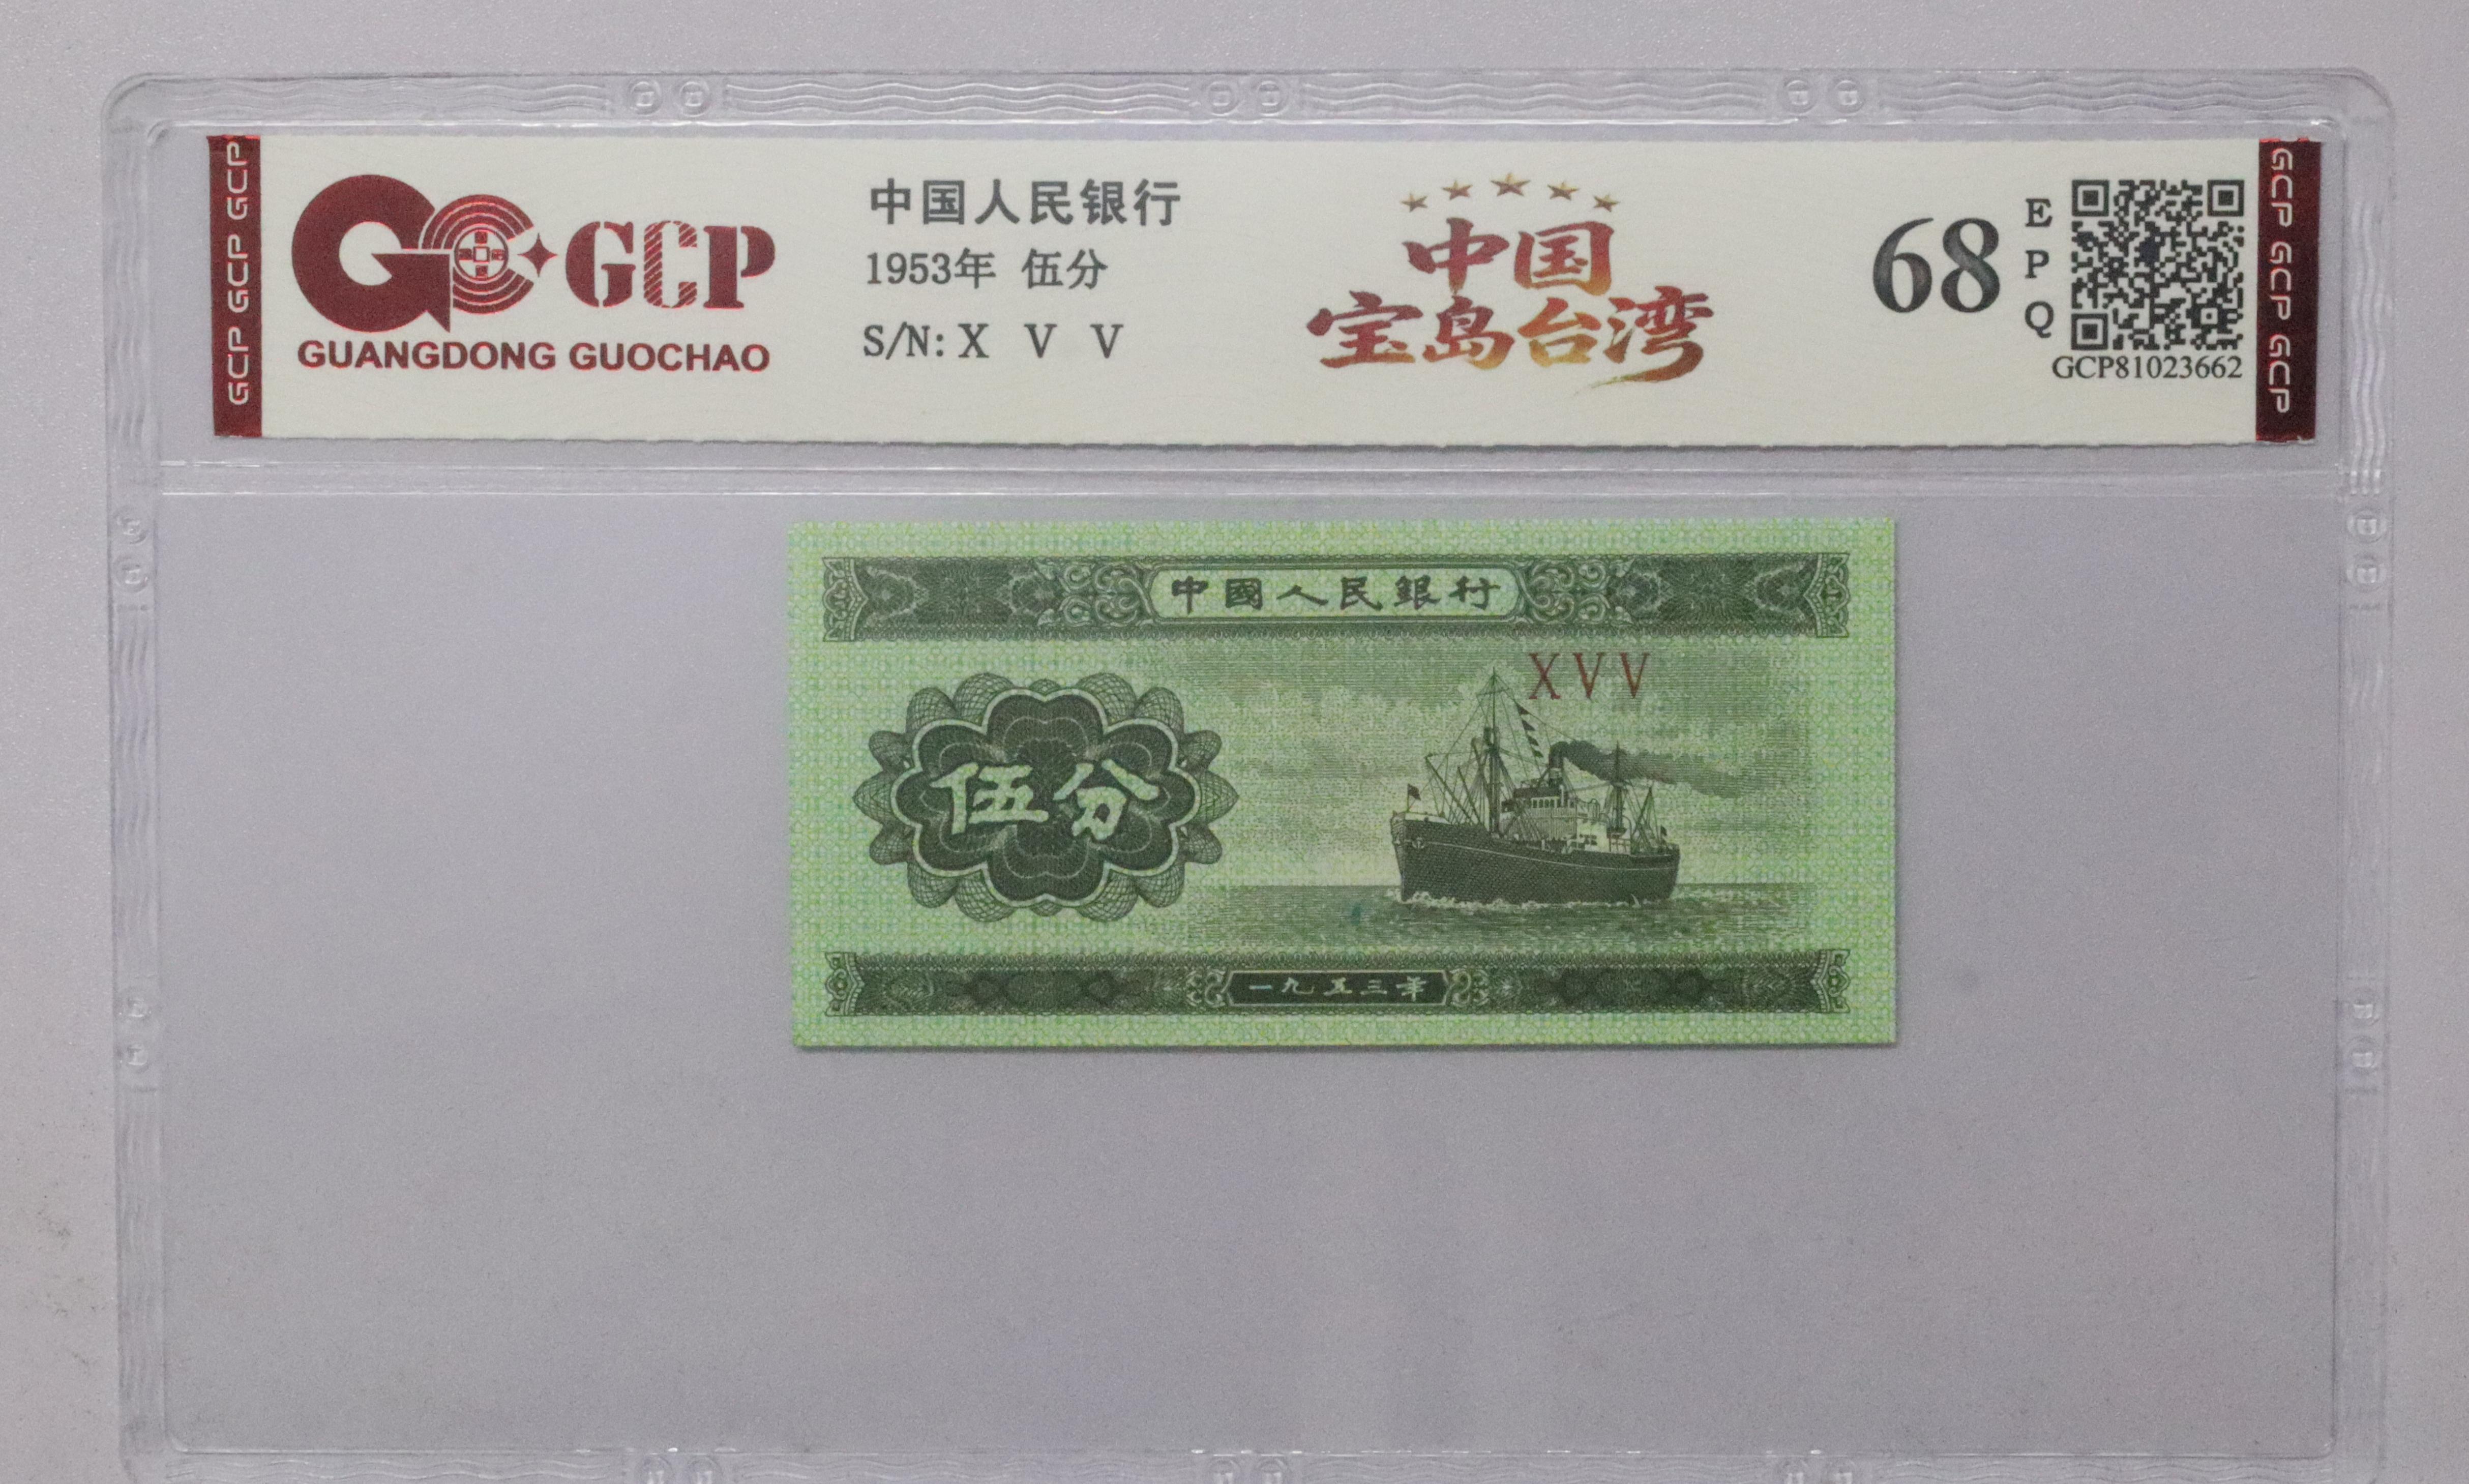 GCP GCP GCP
GCP
GUANGDONG GUOCHAO
中国人民银行
1953年 伍分
S/N: X V V
中国
宝岛台湾
68
E
P
Q
GCP81023662
GCP GCP GCP
中國人民銀行
XVV
伍分
一九五三年